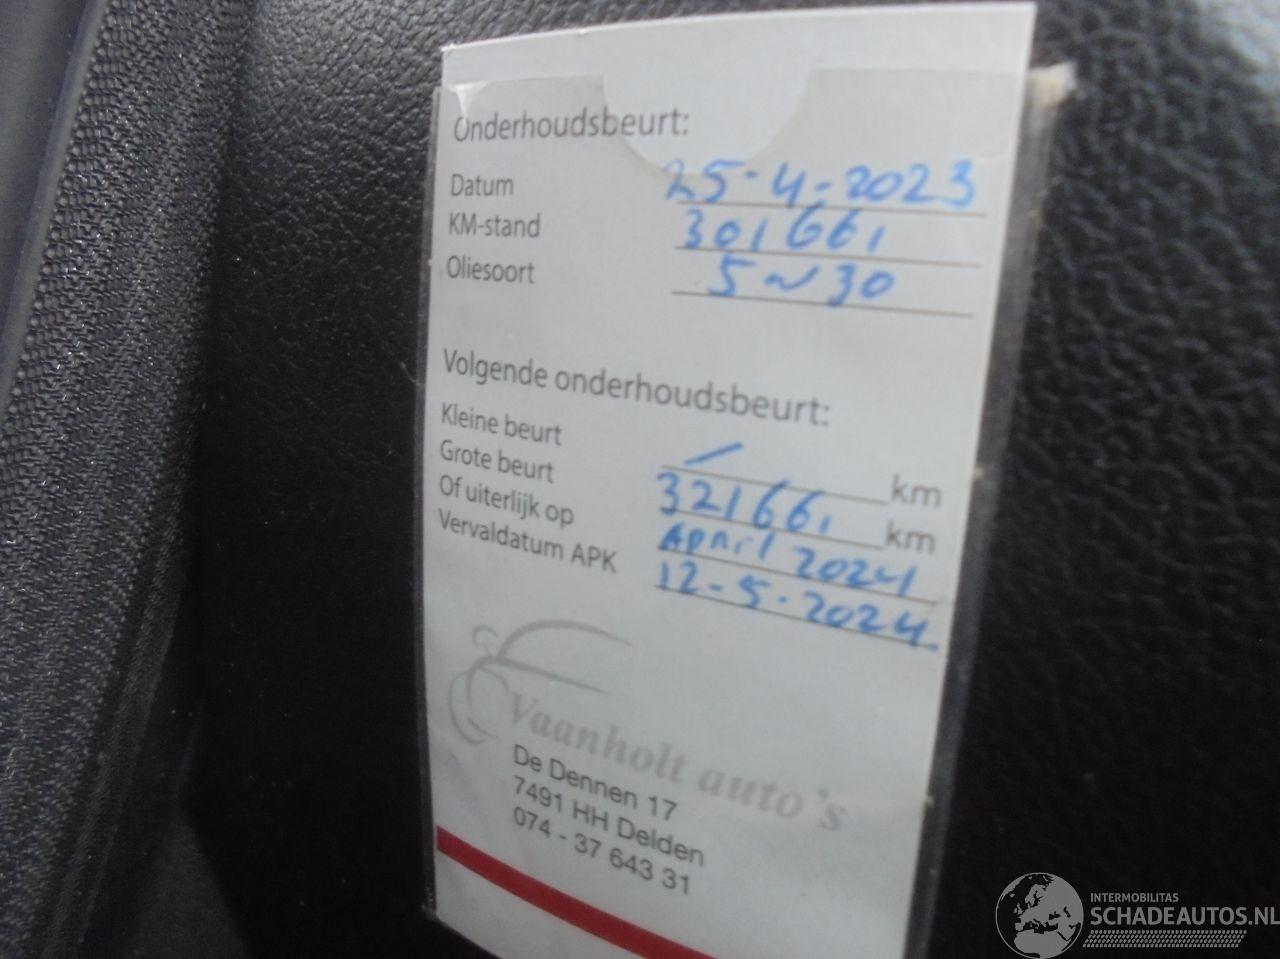 Onderhoudsbeurt:
Datum 25-4-2023
KM-stand 301661
Oliesoort 5~30
Volgende onderhoudsbeurt:
Kleine beurt — km
Grote beurt 321661 km
Of uiterlijk op April 2024
Vervaldatum APK 12-5-2024
Vaanholt auto's
De Dennen 17
7491 HH Delden
074 - 37 643 31
INTERMOBILITAS
SCHADEAUTOS.NL